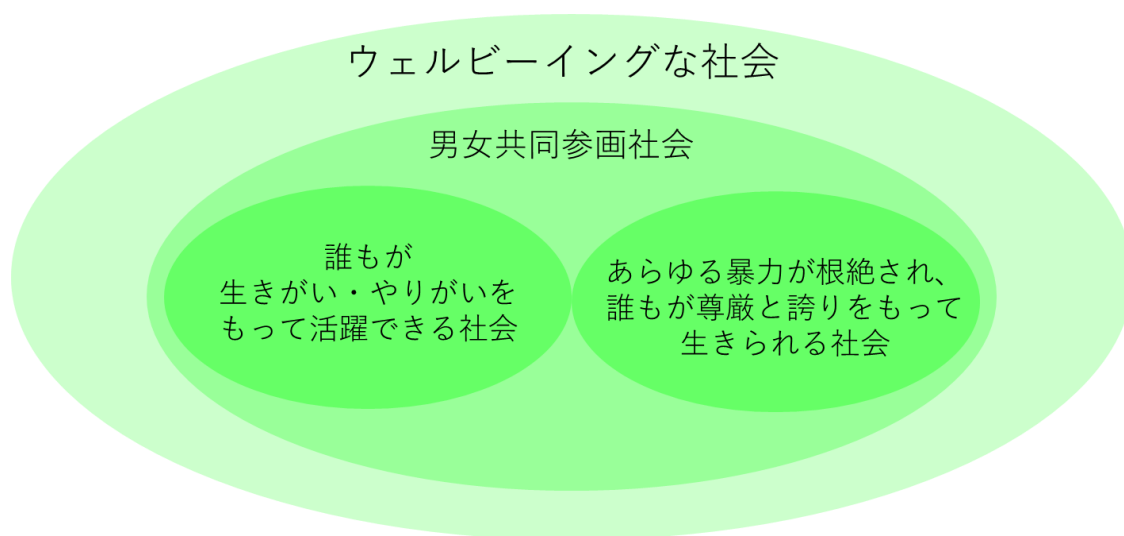 ウェルビーイングな社会
男女共同参画社会
誰もが
生きがい・やりがいを
もって活躍できる社会
あらゆる暴力が根絶され、
誰もが尊厳と誇りをもって
生きられる社会